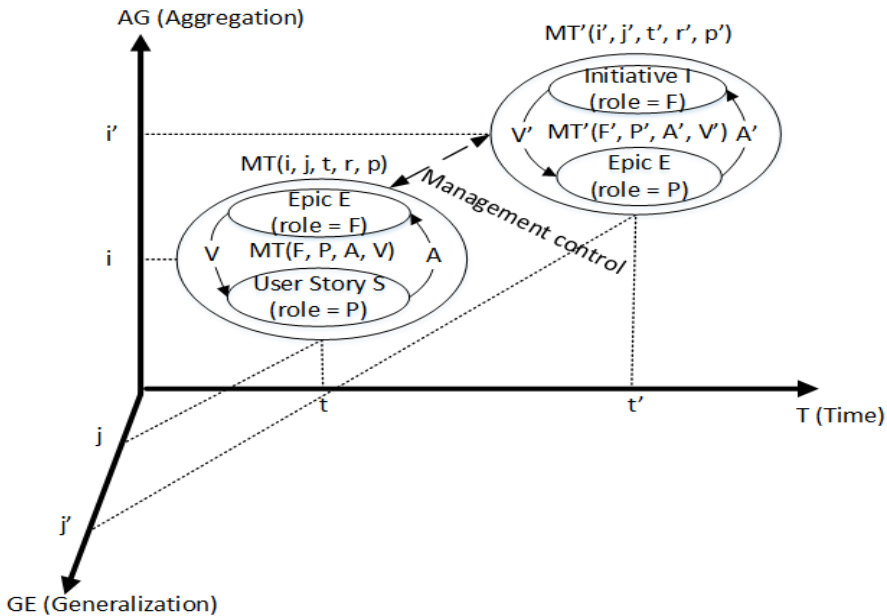 AG (Aggregation)
MT’(i’, j’, t’, r’, p’)
Initiative I
(role = F)
i’
V’
MT’(F’, P’, A’, V’)
A’
MT(i, j, t, r, p)
Epic E
(role = P)
Management control
Epic E
(role = F)
i
V
MT(F, P, A, V)
A
User Story S
(role = P)
t
t’
T (Time)
j
j’
GE (Generalization)